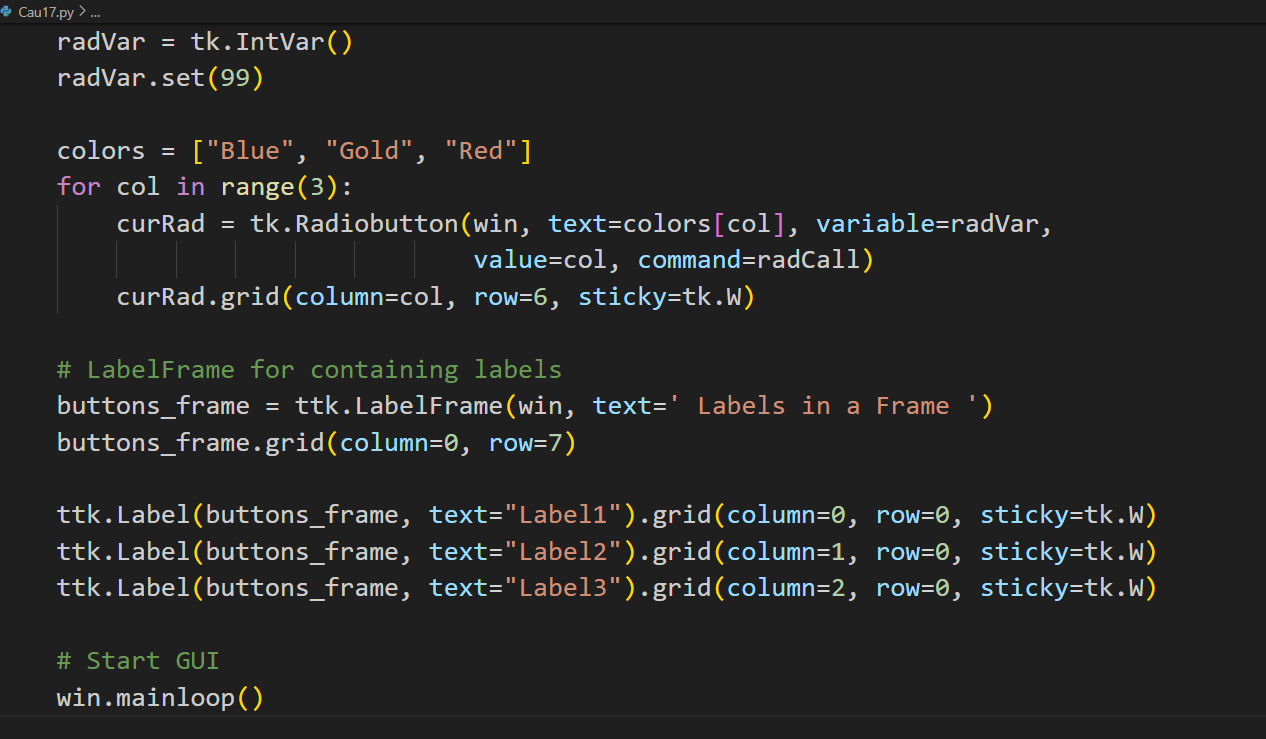 Cau17.py > ...
radVar = tk.IntVar()
radVar.set(99)
colors = ["Blue", "Gold", "Red"]
for col in range(3):
    curRad = tk.Radiobutton(win, text=colors[col], variable=radVar,
                            value=col, command=radCall)
    curRad.grid(column=col, row=6, sticky=tk.W)
# LabelFrame for containing labels
buttons_frame = ttk.LabelFrame(win, text=' Labels in a Frame ')
buttons_frame.grid(column=0, row=7)
ttk.Label(buttons_frame, text="Label1").grid(column=0, row=0, sticky=tk.W)
ttk.Label(buttons_frame, text="Label2").grid(column=1, row=0, sticky=tk.W)
ttk.Label(buttons_frame, text="Label3").grid(column=2, row=0, sticky=tk.W)
# Start GUI
win.mainloop()